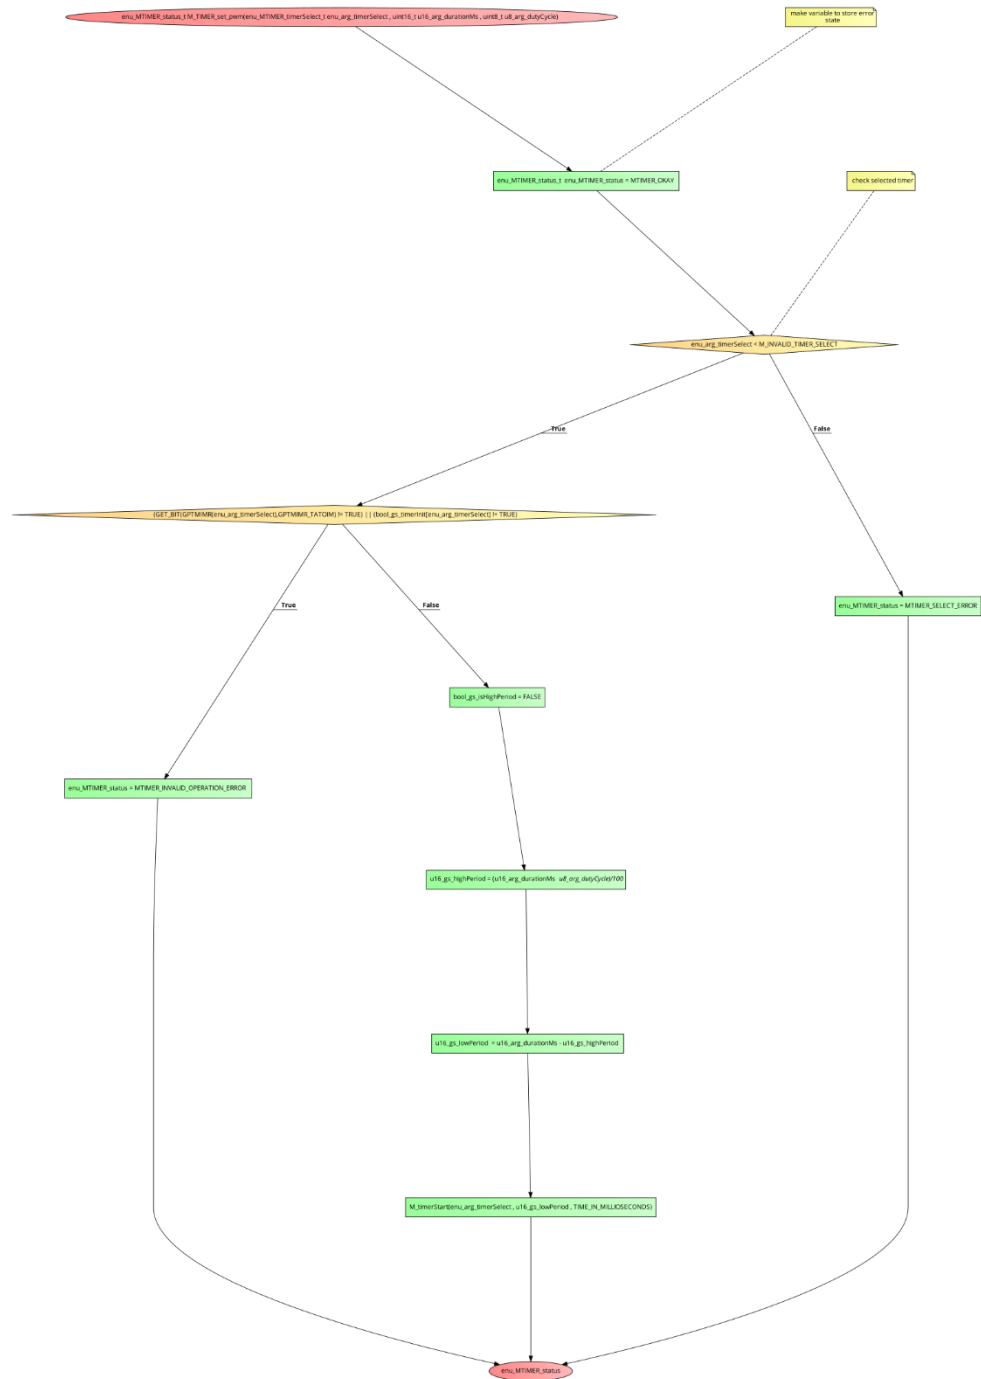 enu_MTIMER_status_t M_TIMER_set_pwm(enu_MTIMER_timerSelect_t enu_arg_timerSelect , uint16_t u16_arg_durationMs , uint8_t u8_arg_dutyCycle)
make variable to store error
state
enu_MTIMER_status_t enu_MTIMER_status = MTIMER_OKAY
check selected timer
enu_arg_timerSelect < M_INVALID_TIMER_SELECT
True
False
(GET_BIT(GPTMIMR[enu_arg_timerSelect],GPTMIMR_TATOIM) != TRUE) || (bool_gs_timerInit[enu_arg_timerSelect] != TRUE)
True
False
enu_MTIMER_status = MTIMER_SELECT_ERROR
bool_gs_isHighPeriod = FALSE
enu_MTIMER_status = MTIMER_INVALID_OPERATION_ERROR
u16_gs_highPeriod = (u16_arg_durationMs u8_arg_dutyCycle)/100
u16_gs_lowPeriod = u16_arg_durationMs - u16_gs_highPeriod
M_timerStart(enu_arg_timerSelect , u16_gs_lowPeriod , TIME_IN_MILLIOSECONDS)
enu_MTIMER_status